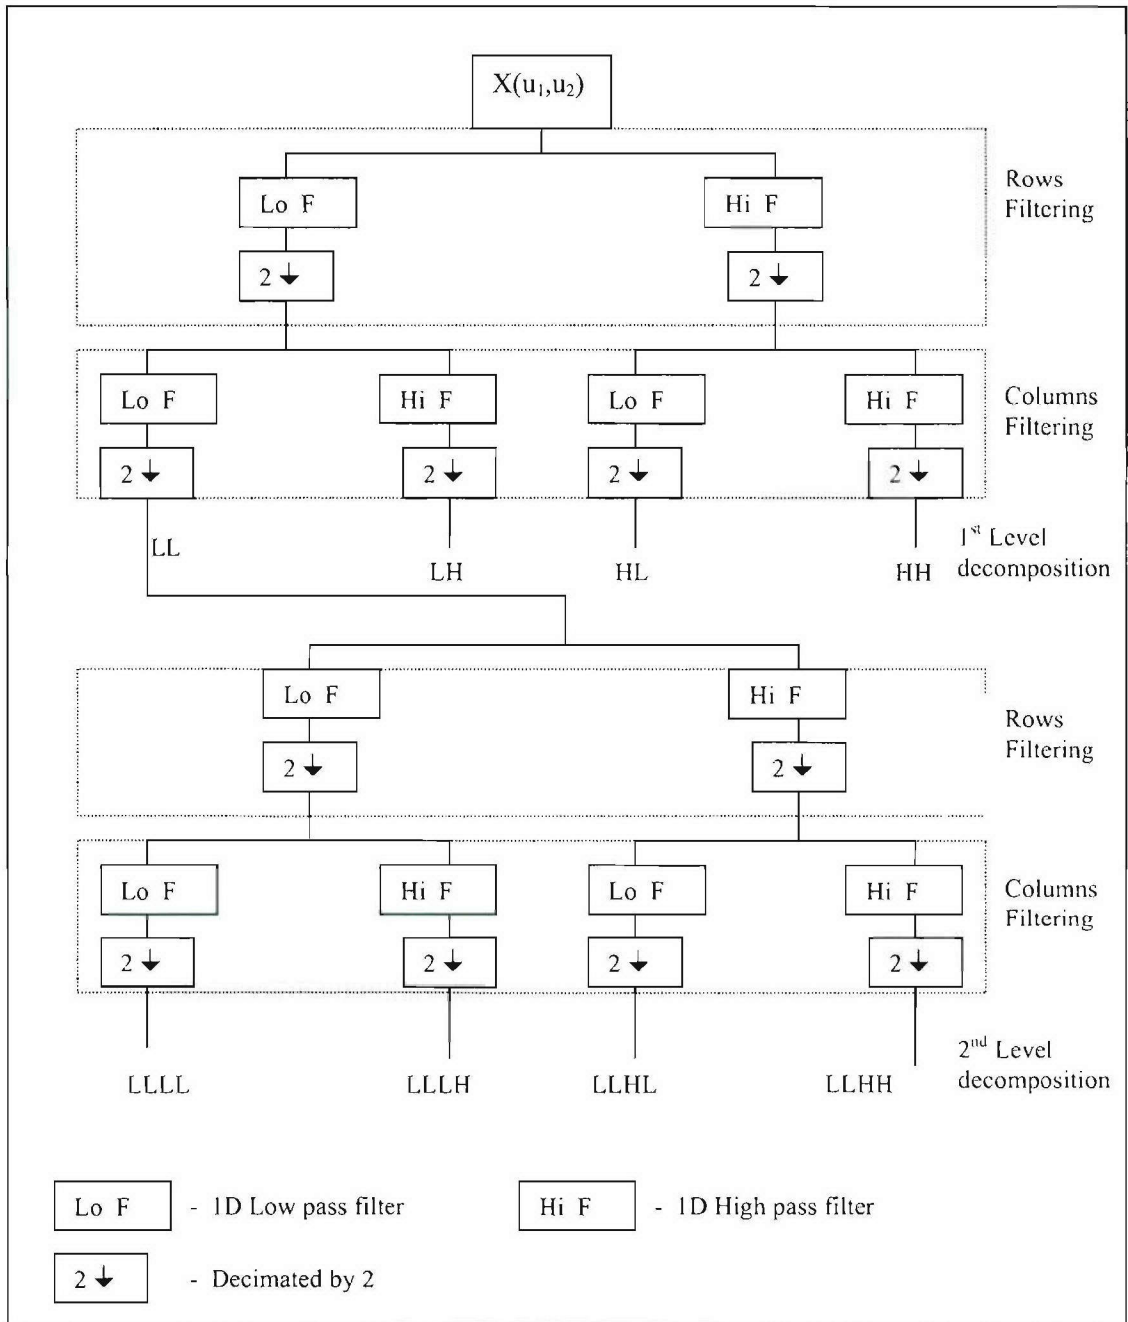 X(u₁,u₂)
Lo F
Hi F
Rows
Filtering
2 ↓
2 ↓
Lo F
Hi F
Lo F
Hi F
Columns
Filtering
2 ↓
2 ↓
2 ↓
2 ↓
LL
LH
HL
HH
1st Level
decomposition
Lo F
Hi F
Rows
Filtering
2 ↓
2 ↓
Lo F
Hi F
Lo F
Hi F
Columns
Filtering
2 ↓
2 ↓
2 ↓
2 ↓
LLLL
LLLH
LLHL
LLHH
2nd Level
decomposition
Lo F - 1D Low pass filter
Hi F - 1D High pass filter
2 ↓ - Decimated by 2